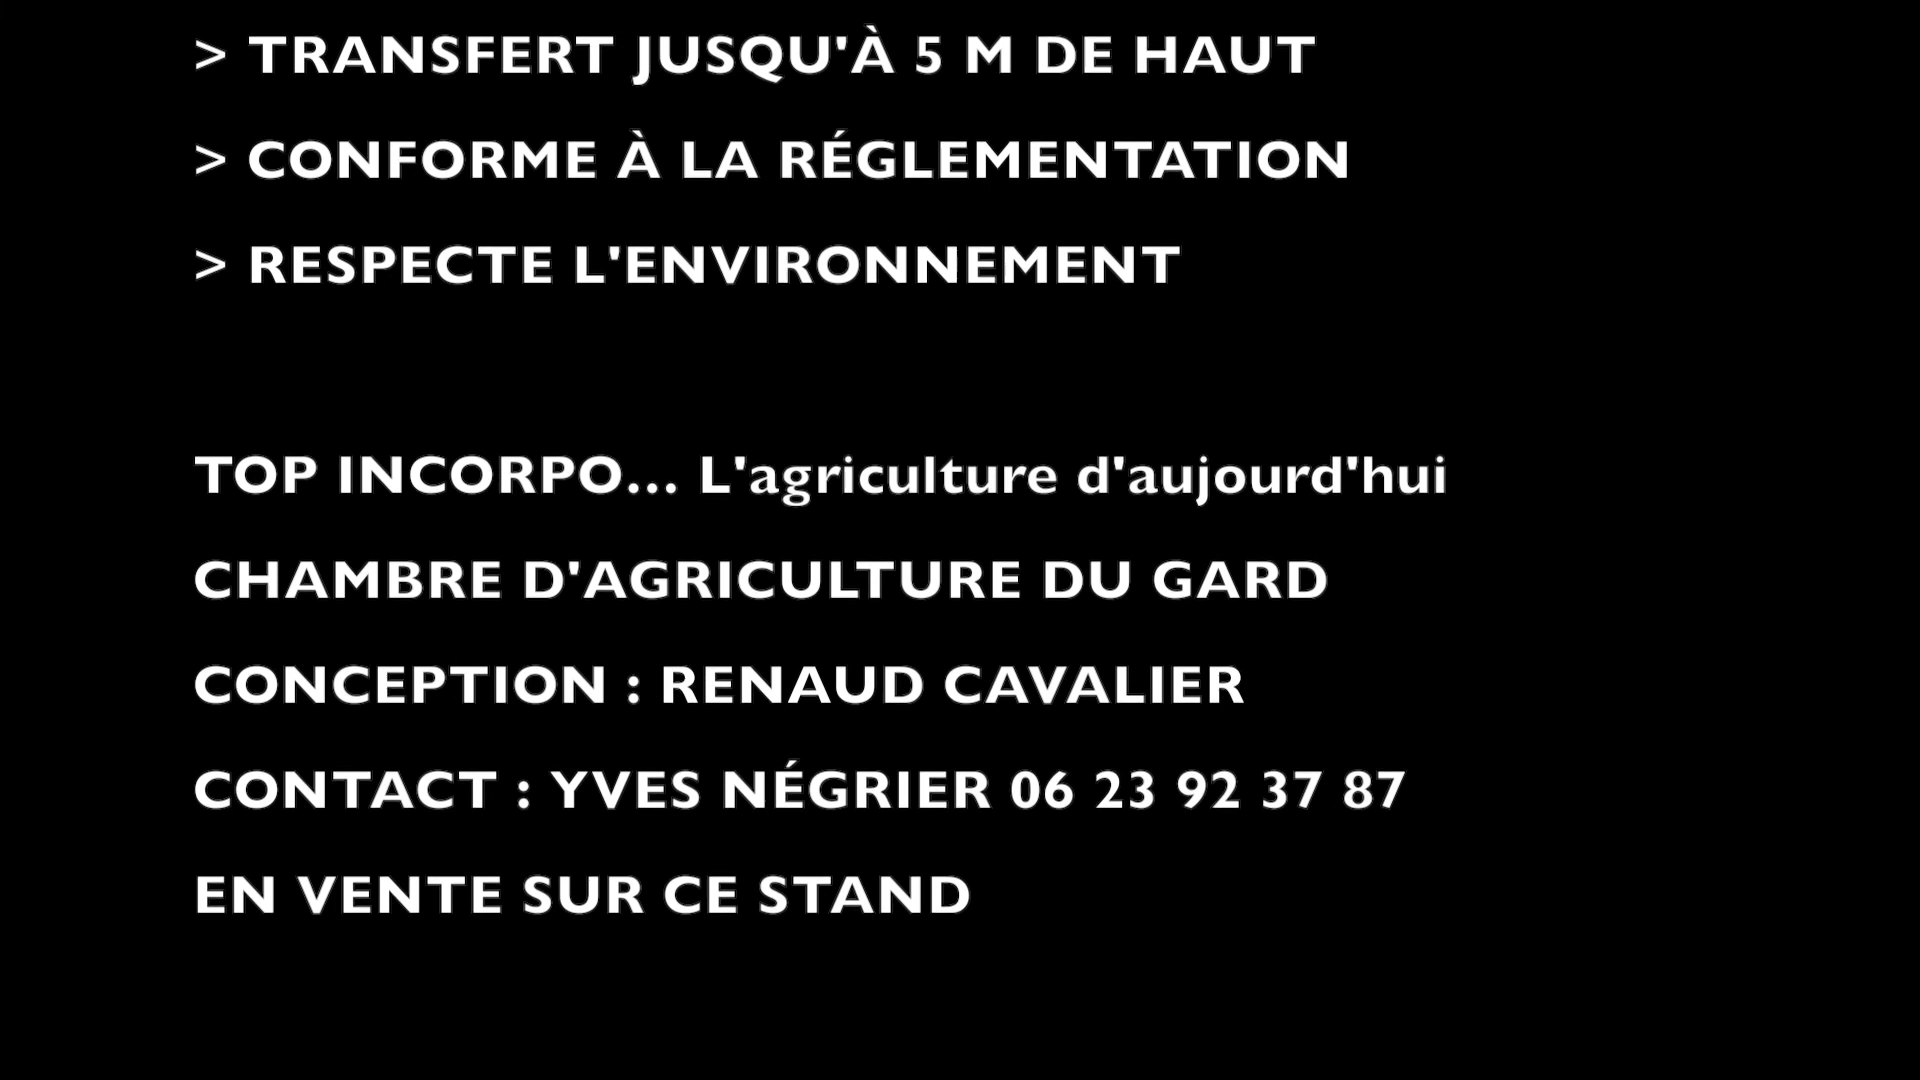 > TRANSFERT JUSQU'À 5 M DE HAUT
> CONFORME À LA RÉGLEMENTATION
> RESPECTE L'ENVIRONNEMENT
TOP INCORPO... L'agriculture d'aujourd'hui
CHAMBRE D'AGRICULTURE DU GARD
CONCEPTION : RENAUD CAVALIER
CONTACT : YVES NÉGRIER 06 23 92 37 87
EN VENTE SUR CE STAND